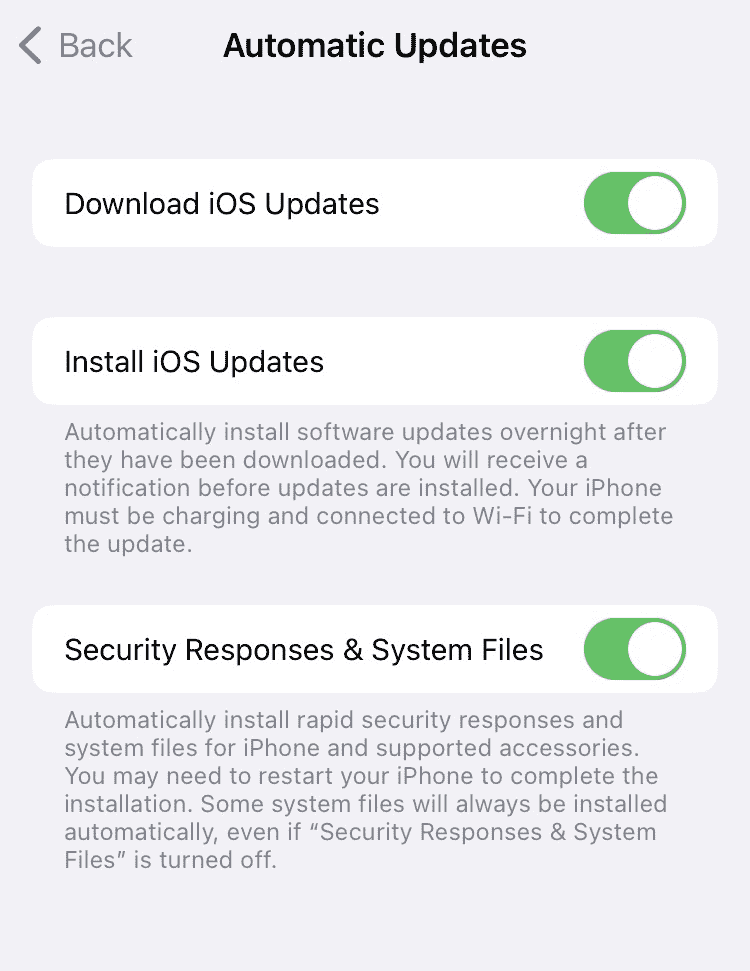 Back
Automatic Updates
Download iOS Updates
Install iOS Updates
Automatically install software updates overnight after
they have been downloaded. You will receive a
notification before updates are installed. Your iPhone
must be charging and connected to Wi-Fi to complete
the update.
Security Responses & System Files
Automatically install rapid security responses and
system files for iPhone and supported accessories.
You may need to restart your iPhone to complete the
installation. Some system files will always be installed
automatically, even if “Security Responses & System
Files” is turned off.